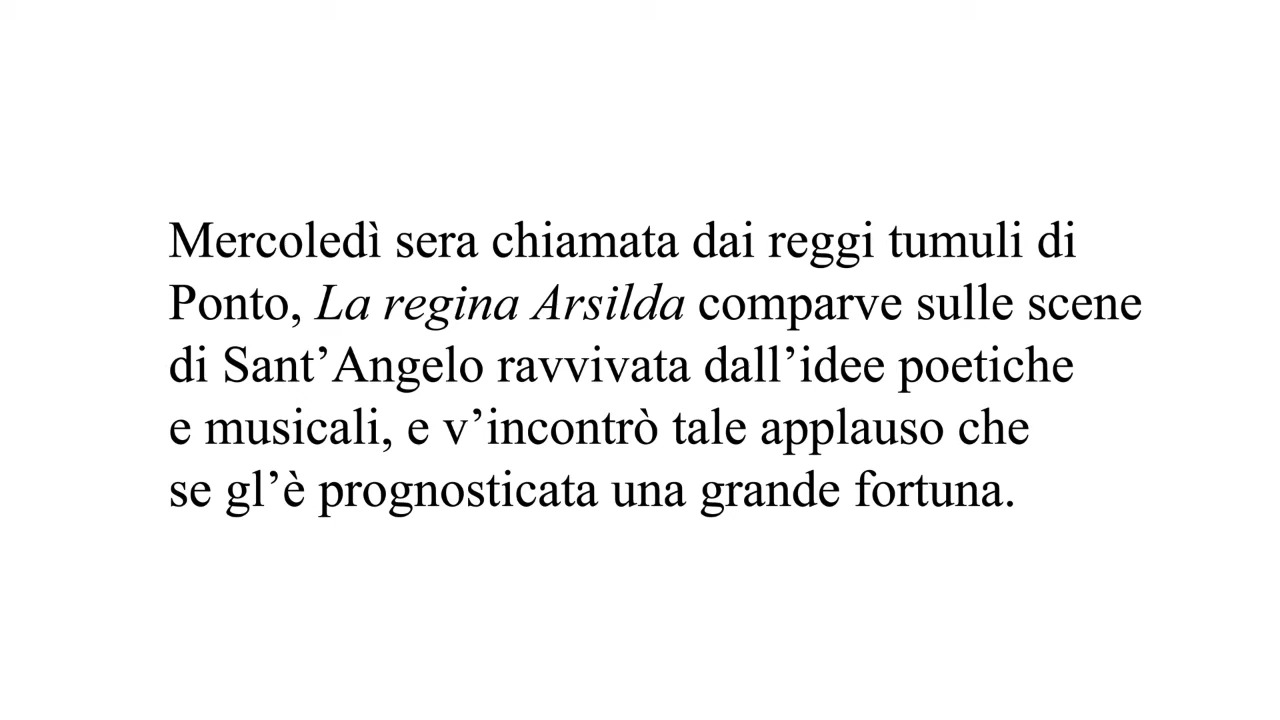 Mercoledì sera chiamata dai reggi tumuli di
Ponto, La regina Arsilda comparve sulle scene
di Sant’Angelo ravvivata dall’idee poetiche
e musicali, e v’incontrò tale applauso che
se gl’è prognosticata una grande fortuna.